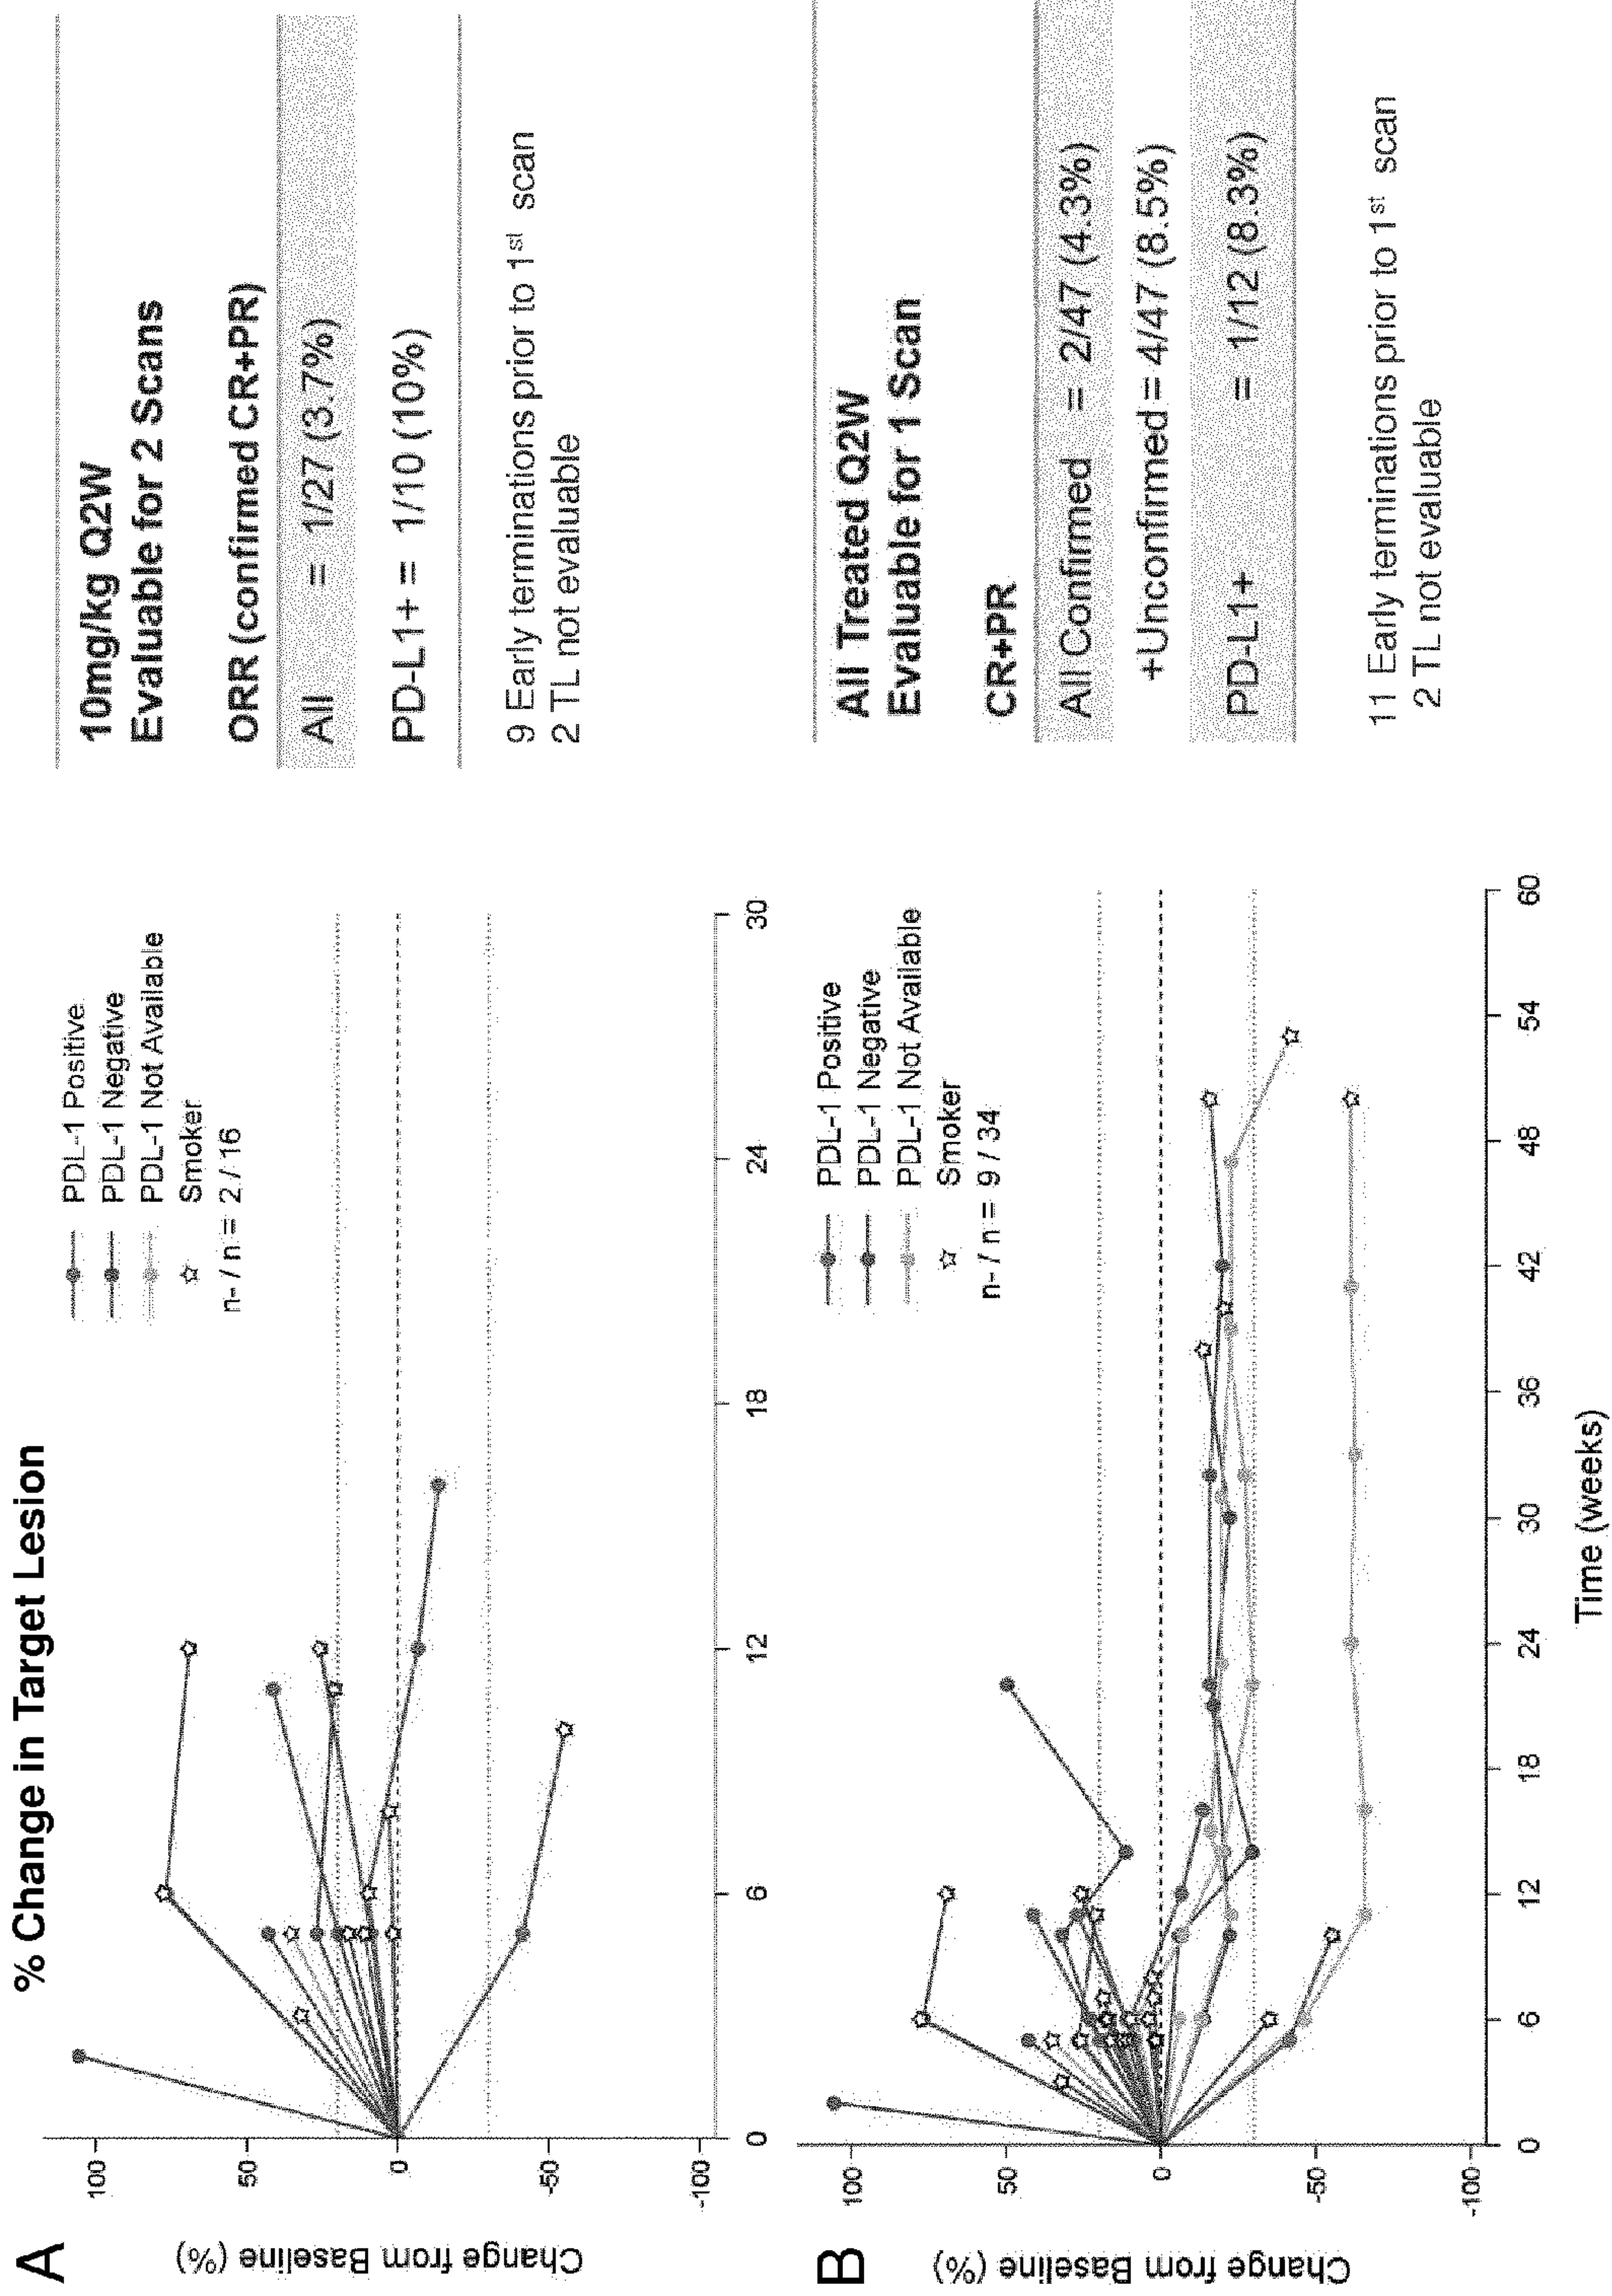 % Change in Target Lesion
A
Change from Baseline (%)
100
50
0
-50
-100
0
6
12
18
24
30
PDL-1 Positive
PDL-1 Negative
PDL-1 Not Available
Smoker
n- / n = 2 / 16
10mg/kg Q2W
Evaluable for 2 Scans
ORR (confirmed CR+PR)
All = 1/27 (3.7%)
PD-L1+ = 1/10 (10%)
9 Early terminations prior to 1st scan
2 TL not evaluable
B
Change from Baseline (%)
100
50
0
-50
-100
0
6
12
18
24
30
36
42
48
54
60
Time (weeks)
PDL-1 Positive
PDL-1 Negative
PDL-1 Not Available
Smoker
n- / n = 9 / 34
All Treated Q2W
Evaluable for 1 Scan
CR+PR
All Confirmed = 2/47 (4.3%)
+Unconfirmed = 4/47 (8.5%)
PD-L1+ = 1/12 (8.3%)
11 Early terminations prior to 1st scan
2 TL not evaluable